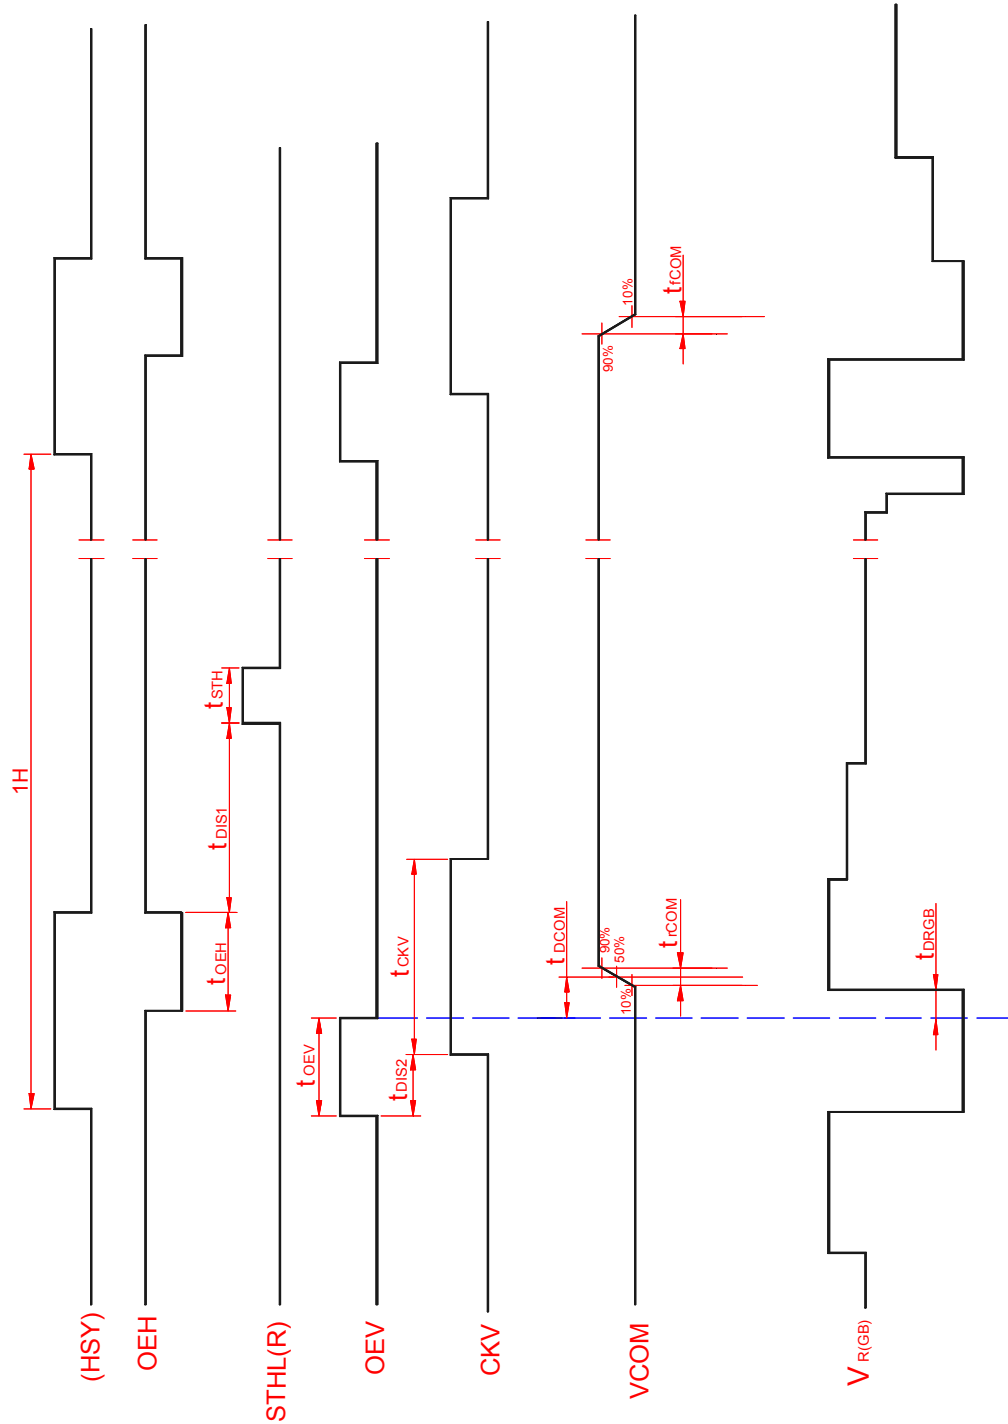 (HSY)
1H
OEH
tOEH
tDIS1
tSTH
STHL(R)
OEV
tOEV
CKV
tDIS2
tCKV
VCOM
tDCOM
10%
50%
90%
trCOM
90%
10%
tfCOM
VR(GB)
tDRGB